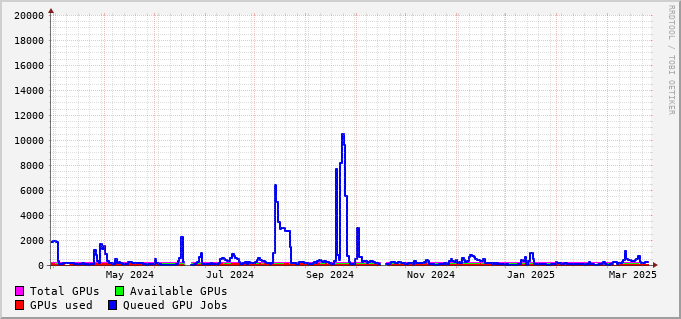 20000
18000
16000
14000
12000
10000
8000
6000
4000
2000
0
May 2024 Jul 2024 Sep 2024 Nov 2024 Jan 2025 Mar 2025
Total GPUs Available GPUs
GPUs used Queued GPU Jobs
RRDTOOL / TOBI OETIKER